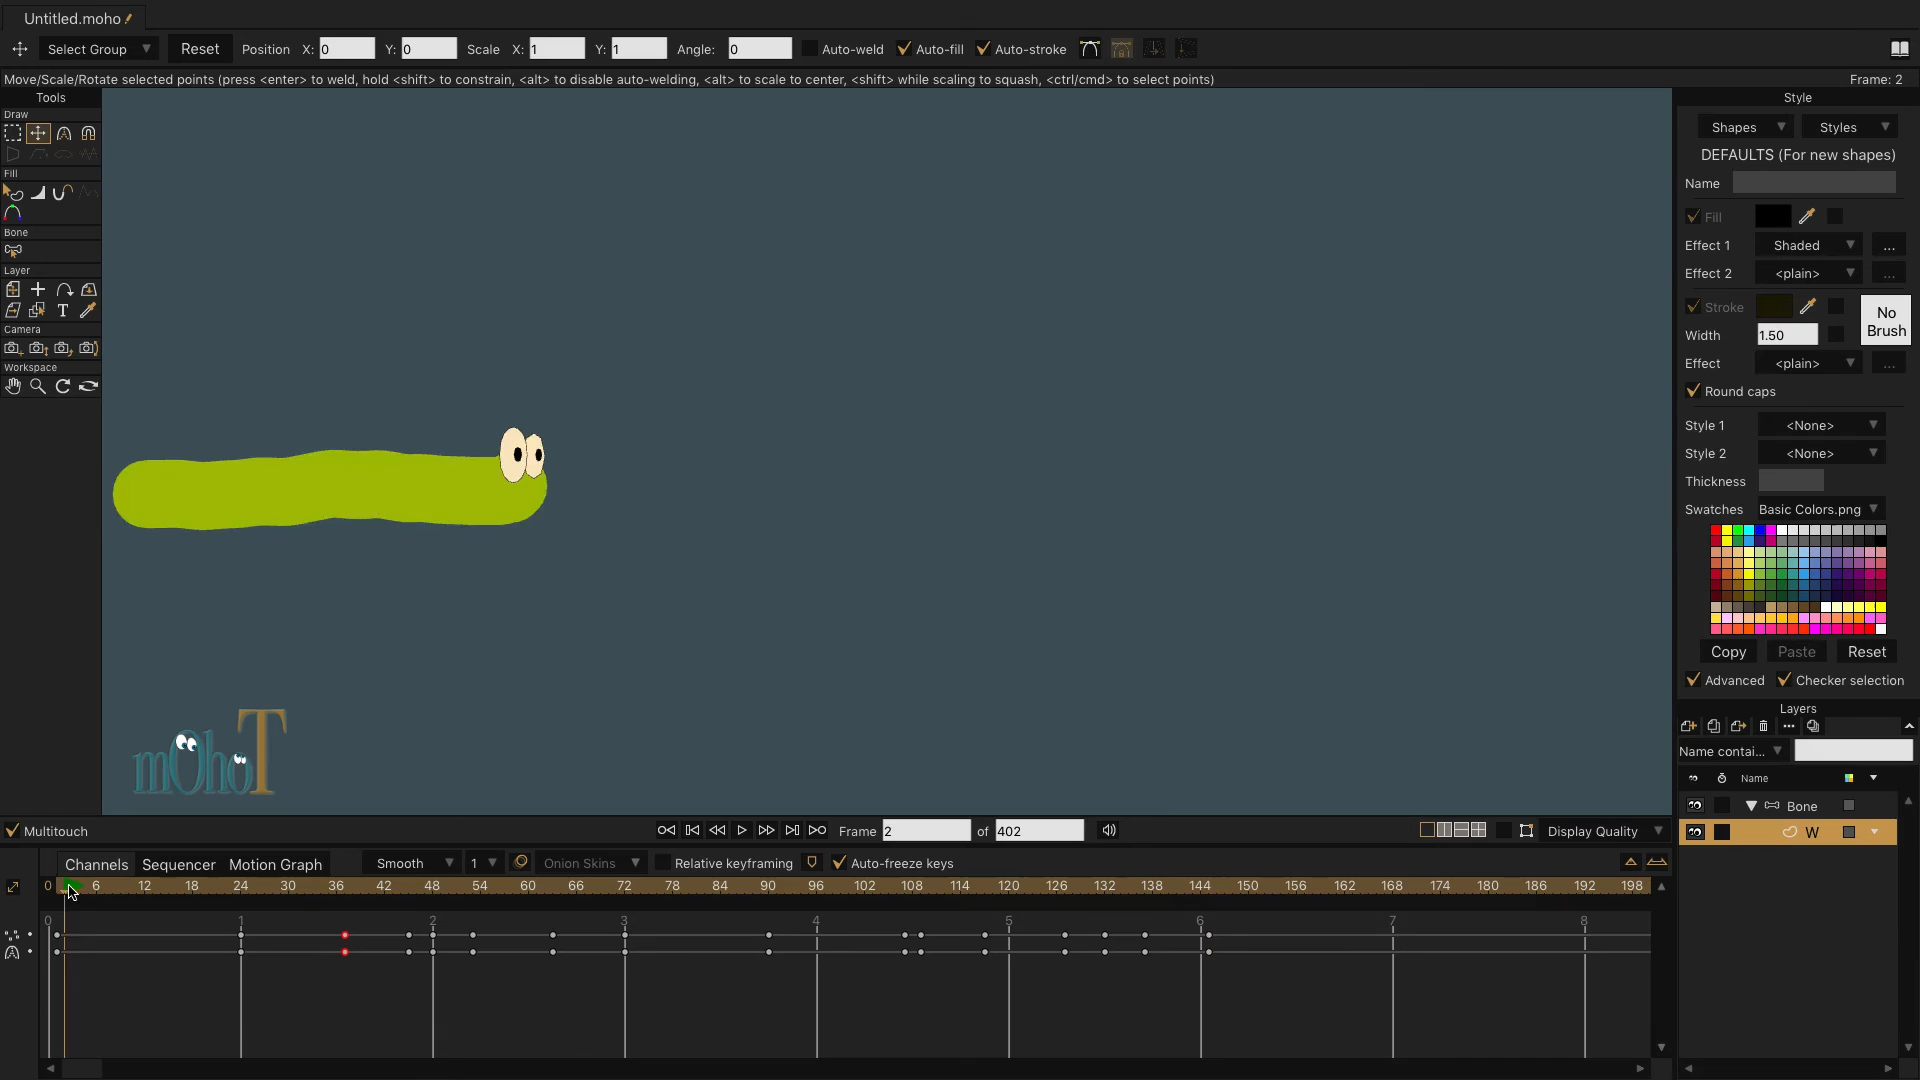 Untitled.moho
Select Group Reset Position X: 0 Y: 0 Scale X: 1 Y: 1 Angle: 0 Auto-weld Auto-fill Auto-stroke
Move/Scale/Rotate selected points (press <enter> to weld, hold <shift> to constrain, <alt> to disable auto-welding, <alt> to scale to center, <shift> while scaling to squash, <ctrl/cmd> to select points) Frame: 2
Tools
Draw
Fill
Bone
Layer
T
Camera
Workspace
mOhoT
Style
Shapes Styles
DEFAULTS (For new shapes)
Name
Fill
Effect 1 Shaded ...
Effect 2 <plain> ...
Stroke
No Brush
Width 1.50
Effect <plain> ...
Round caps
Style 1 <None>
Style 2 <None>
Thickness
Swatches Basic Colors.png
Copy Paste Reset
Advanced Checker selection
Layers
Name contai...
Name
Bone
W
Multitouch Frame 2 of 402 Display Quality
Channels Sequencer Motion Graph Smooth 1 Onion Skins Relative keyframing Auto-freeze keys
0 6 12 18 24 30 36 42 48 54 60 66 72 78 84 90 96 102 108 114 120 126 132 138 144 150 156 162 168 174 180 186 192 198
0 1 2 3 4 5 6 7 8